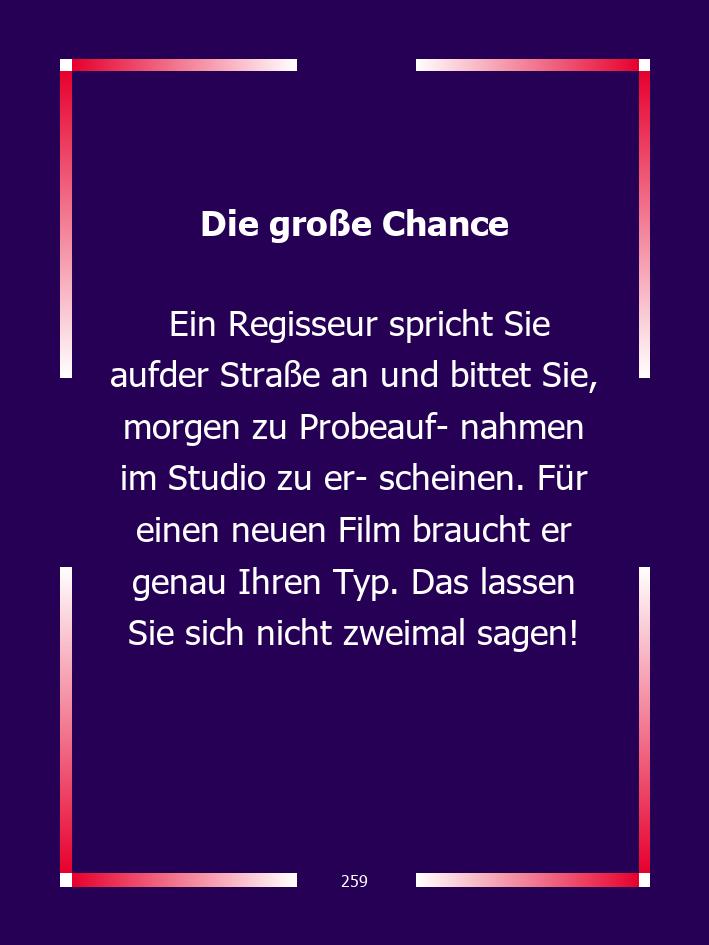 Die große Chance
Ein Regisseur spricht Sie
aufder Straße an und bittet Sie,
morgen zu Probeauf- nahmen
im Studio zu er- scheinen. Für
einen neuen Film braucht er
genau Ihren Typ. Das lassen
Sie sich nicht zweimal sagen!
259